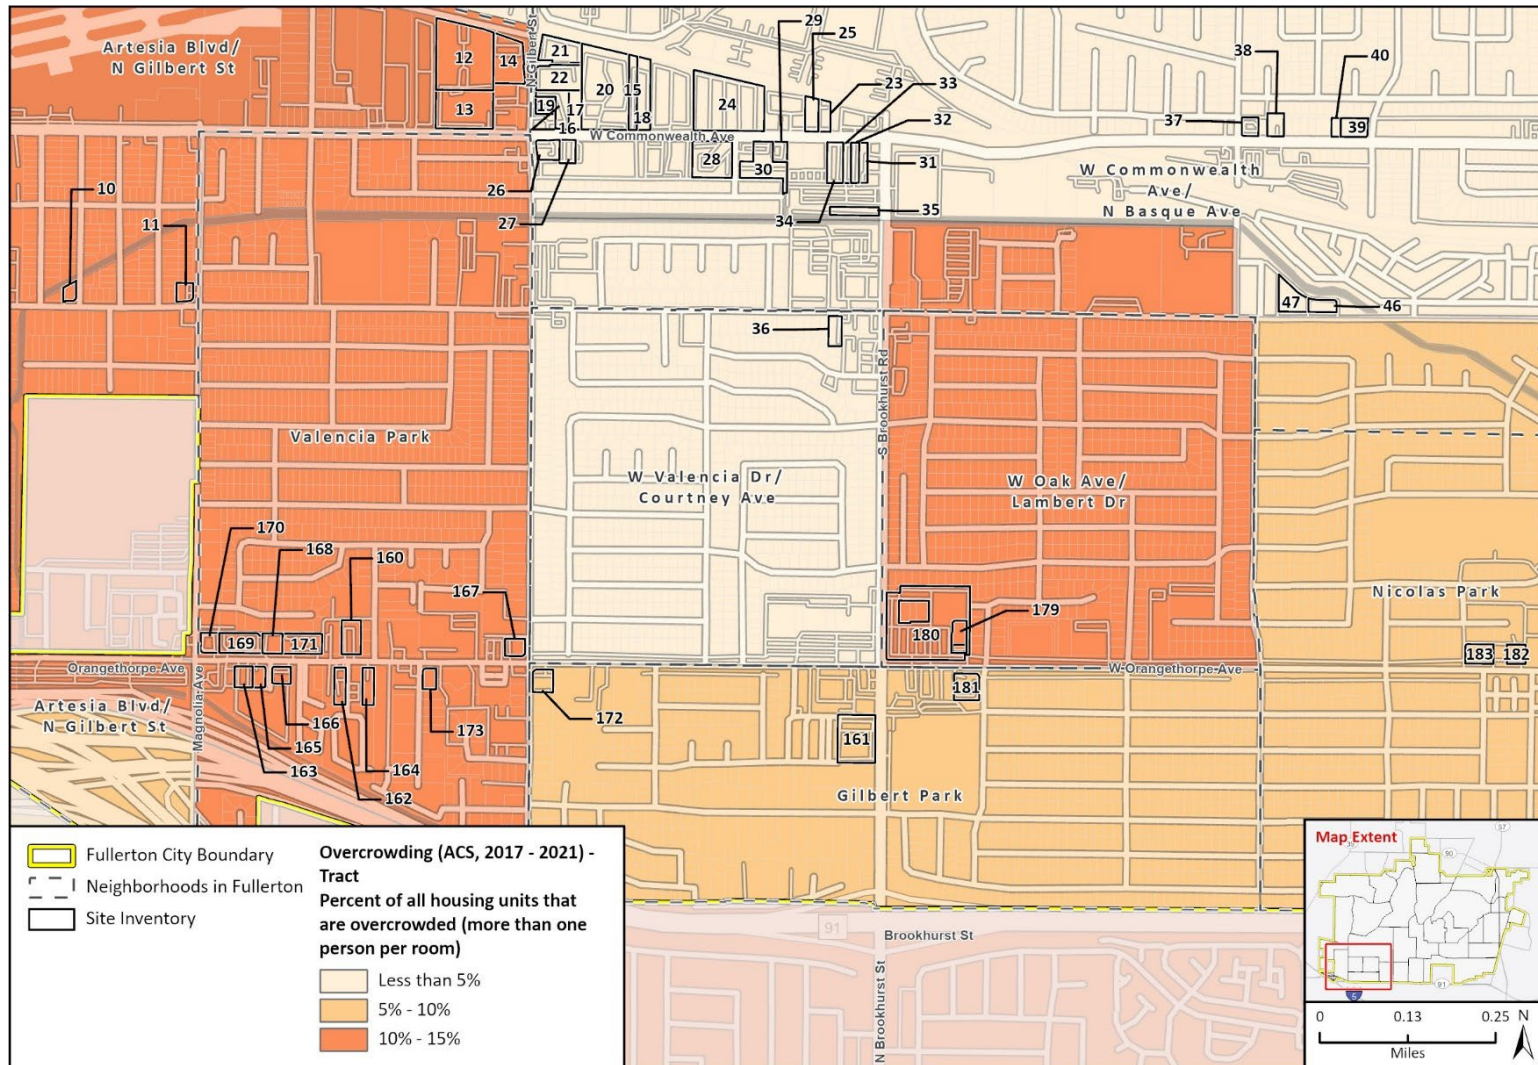 Artesia Blvd/
N Gilbert St
12
14
13
N Gilbert St
21
22
19
17
16
20
15
18
24
29
25
23
33
32
38
40
37
39
W Commonwealth Ave
26
27
28
30
34
31
35
W Commonwealth
Ave/
N Basque Ave
10
11
47
46
36
S Brookhurst Rd
Valencia Park
W Valencia Dr/
Courtney Ave
W Oak Ave/
Lambert Dr
Nicolas Park
170
168
160
167
169
171
180
179
183
182
Orangethorpe Ave
W Orangethorpe Ave
Magnolia Ave
Artesia Blvd/
N Gilbert St
166
165
163
164
162
173
172
161
181
Gilbert Park
91
Brookhurst St
N Brookhurst St
Fullerton City Boundary
Neighborhoods in Fullerton
Site Inventory
Overcrowding (ACS, 2017 - 2021) -
Tract
Percent of all housing units that
are overcrowded (more than one
person per room)
Less than 5%
5% - 10%
10% - 15%
Map Extent
57
90
90
91
5
0
0.13
0.25
Miles
N